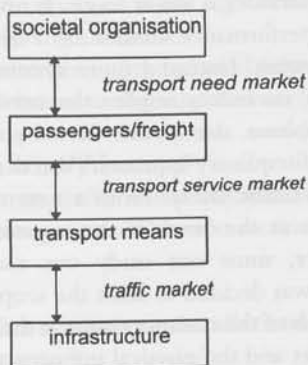 societal organisation
transport need market
passengers/freight
transport service market
transport means
traffic market
infrastructure